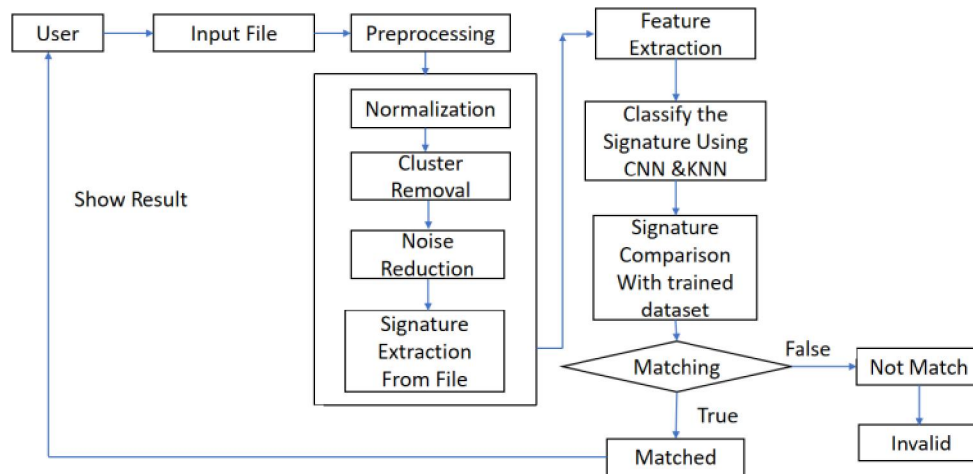 User
Input File
Preprocessing
Normalization
Cluster
Removal
Noise
Reduction
Signature
Extraction
From File
Feature
Extraction
Classify the
Signature Using
CNN &KNN
Signature
Comparison
With trained
dataset
Matching
False
Not Match
Invalid
True
Matched
Show Result